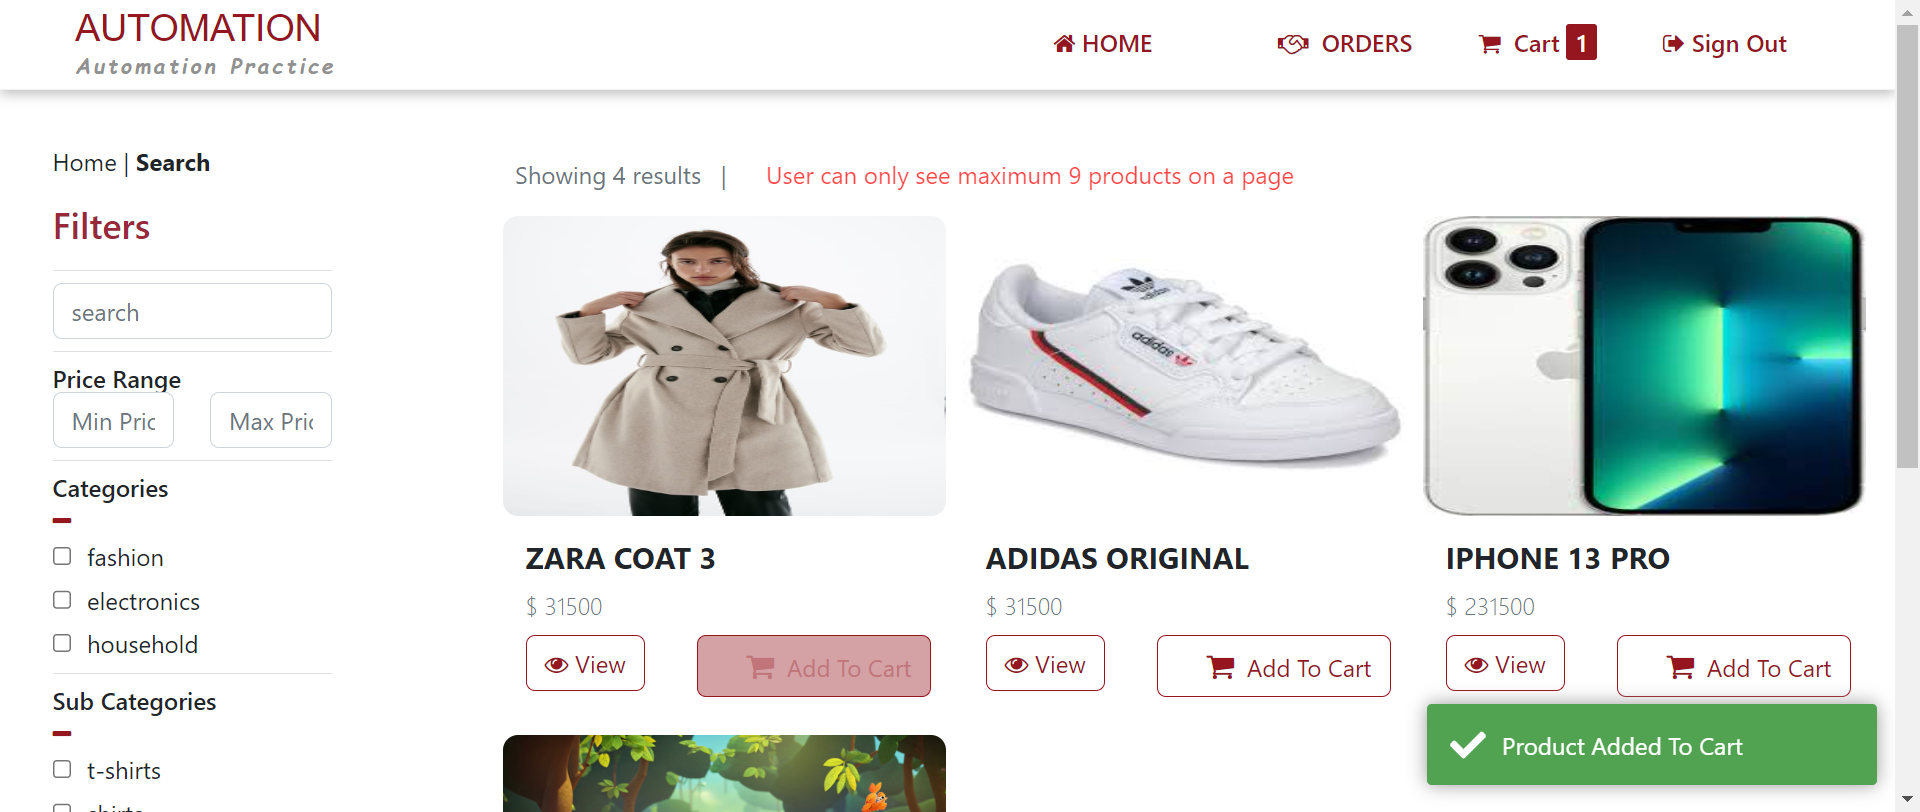 AUTOMATION
Automation Practice
HOME
ORDERS
Cart 1
Sign Out
Home | Search
Showing 4 results |
User can only see maximum 9 products on a page
Filters
search
Price Range
Min Pric
Max Pric
Categories
fashion
electronics
household
Sub Categories
t-shirts
adidas
ZARA COAT 3
$ 31500
View
Add To Cart
ADIDAS ORIGINAL
$ 31500
View
Add To Cart
IPHONE 13 PRO
$ 231500
View
Add To Cart
Product Added To Cart